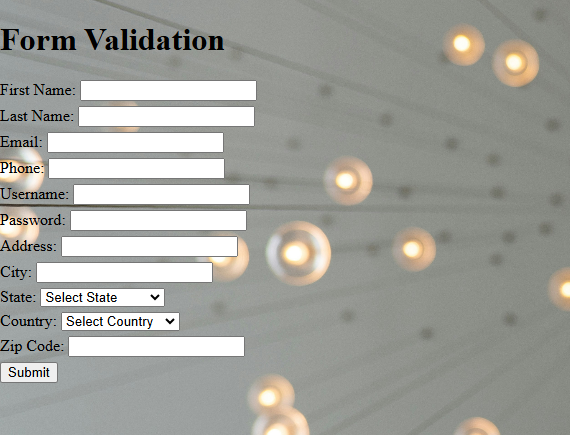 Form Validation
First Name:
Last Name:
Email:
Phone:
Username:
Password:
Address:
City:
State: Select State
Country: Select Country
Zip Code:
Submit